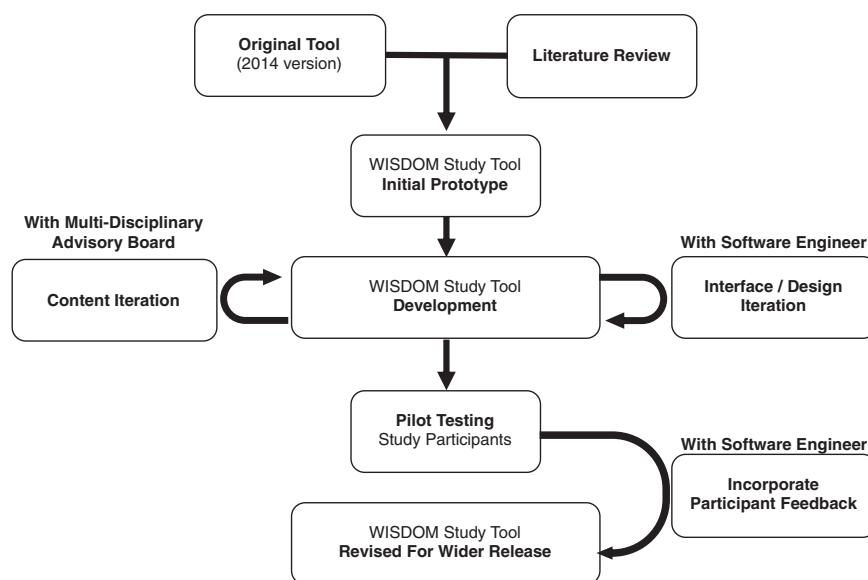 Original Tool
(2014 version)
Literature Review
WISDOM Study Tool
Initial Prototype
With Multi-Disciplinary
Advisory Board
Content Iteration
WISDOM Study Tool
Development
With Software Engineer
Interface / Design
Iteration
Pilot Testing
Study Participants
With Software Engineer
Incorporate
Participant Feedback
WISDOM Study Tool
Revised For Wider Release